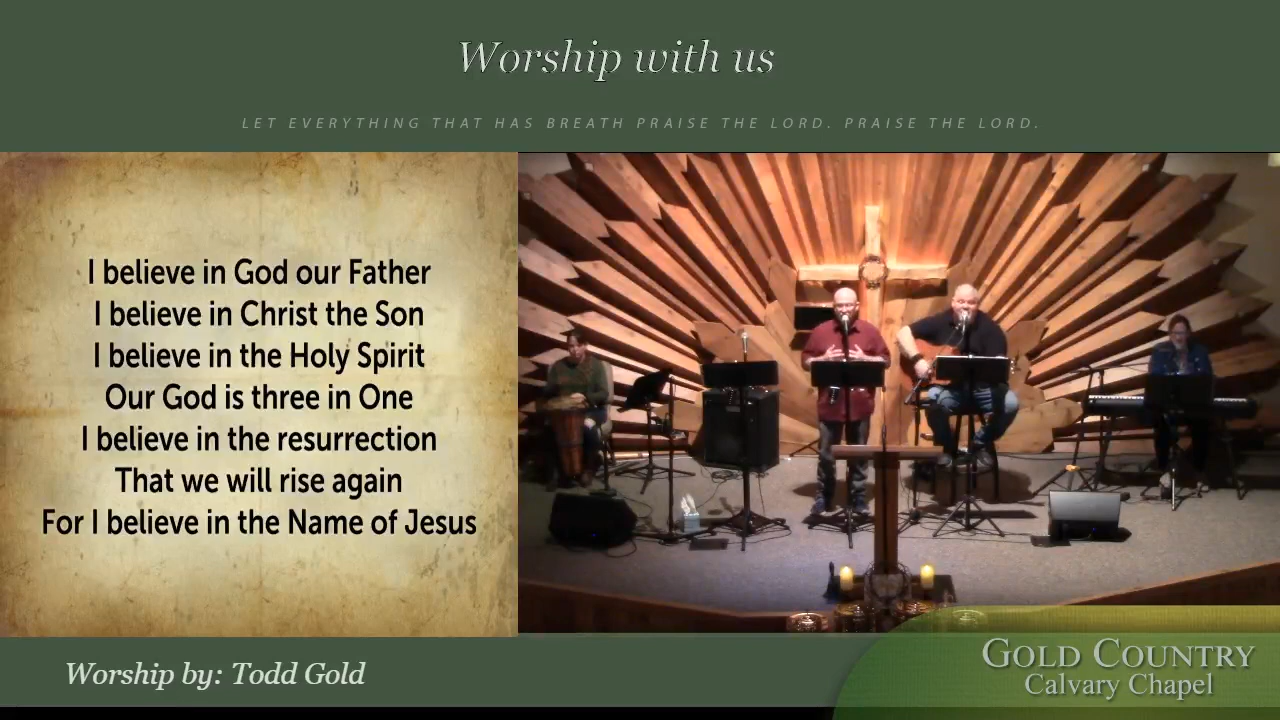 Worship with us
LET EVERYTHING THAT HAS BREATH PRAISE THE LORD. PRAISE THE LORD.
I believe in God our Father
I believe in Christ the Son
I believe in the Holy Spirit
Our God is three in One
I believe in the resurrection
That we will rise again
For I believe in the Name of Jesus
Worship by: Todd Gold
GOLD COUNTRY
Calvary Chapel